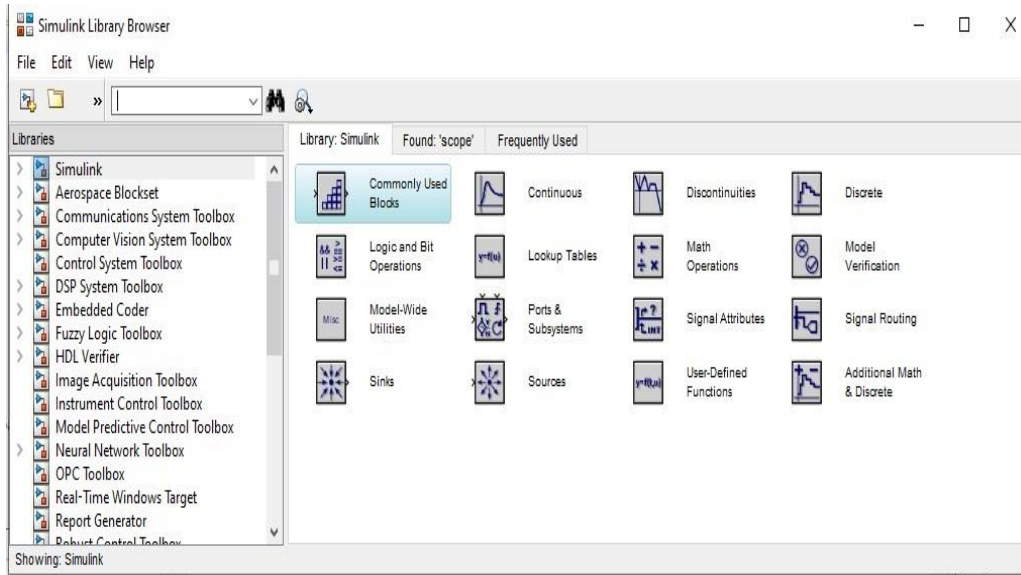 Simulink Library Browser
File Edit View Help
»
Libraries
Simulink
Aerospace Blockset
Communications System Toolbox
Computer Vision System Toolbox
Control System Toolbox
DSP System Toolbox
Embedded Coder
Fuzzy Logic Toolbox
HDL Verifier
Image Acquisition Toolbox
Instrument Control Toolbox
Model Predictive Control Toolbox
Neural Network Toolbox
OPC Toolbox
Real-Time Windows Target
Report Generator
Robust Control Toolbox
Library: Simulink Found: 'scope' Frequently Used
Commonly Used
Blocks
Continuous
Discontinuities
Discrete
Logic and Bit
Operations
y=f(u)
Lookup Tables
Math
Operations
Model
Verification
Misc
Model-Wide
Utilities
Ports &
Subsystems
Signal Attributes
Signal Routing
Sinks
Sources
User-Defined
Functions
Additional Math
& Discrete
Showing: Simulink